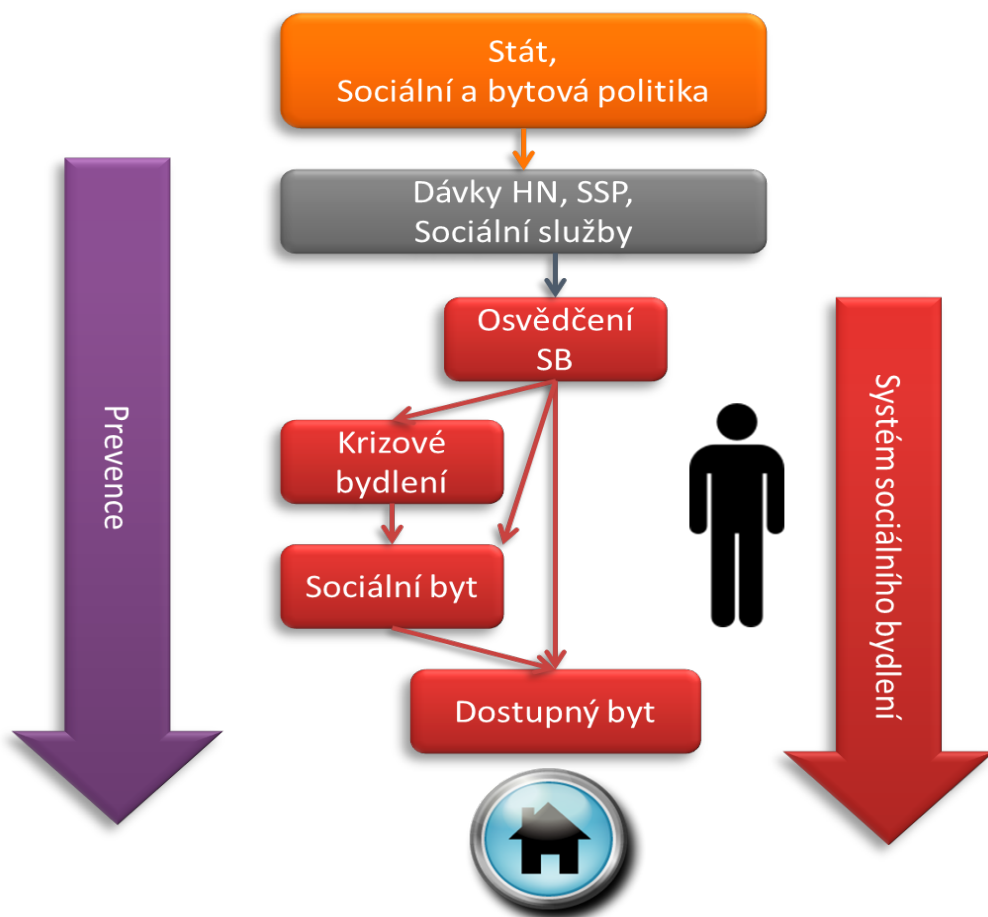 Stát,
Sociální a bytová politika
Dávky HN, SSP,
Sociální služby
Osvědčení
SB
Krizové
bydlení
Sociální byt
Dostupný byt
Prevence
Systém sociálního bydlení